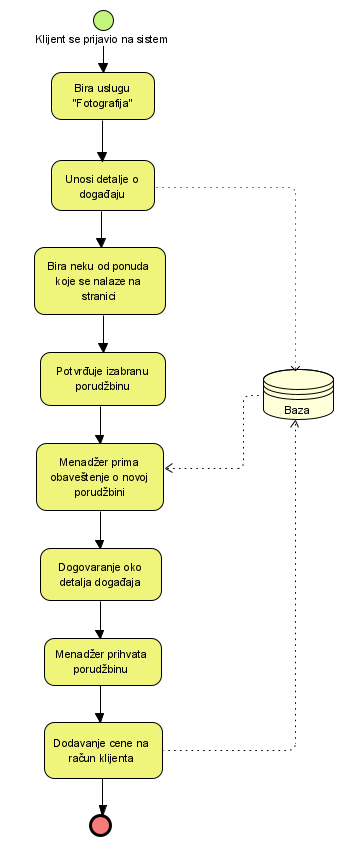 Klijent se prijavio na sistem
Bira uslugu
"Fotografija"
Unosi detalje o
događaju
Bira neku od ponuda
koje se nalaze na
stranici
Potvrđuje izabranu
porudžbinu
Baza
Menadžer prima
obaveštenje o novoj
porudžbini
Dogovaranje oko
detalja događaja
Menadžer prihvata
porudžbinu
Dodavanje cene na
račun klijenta